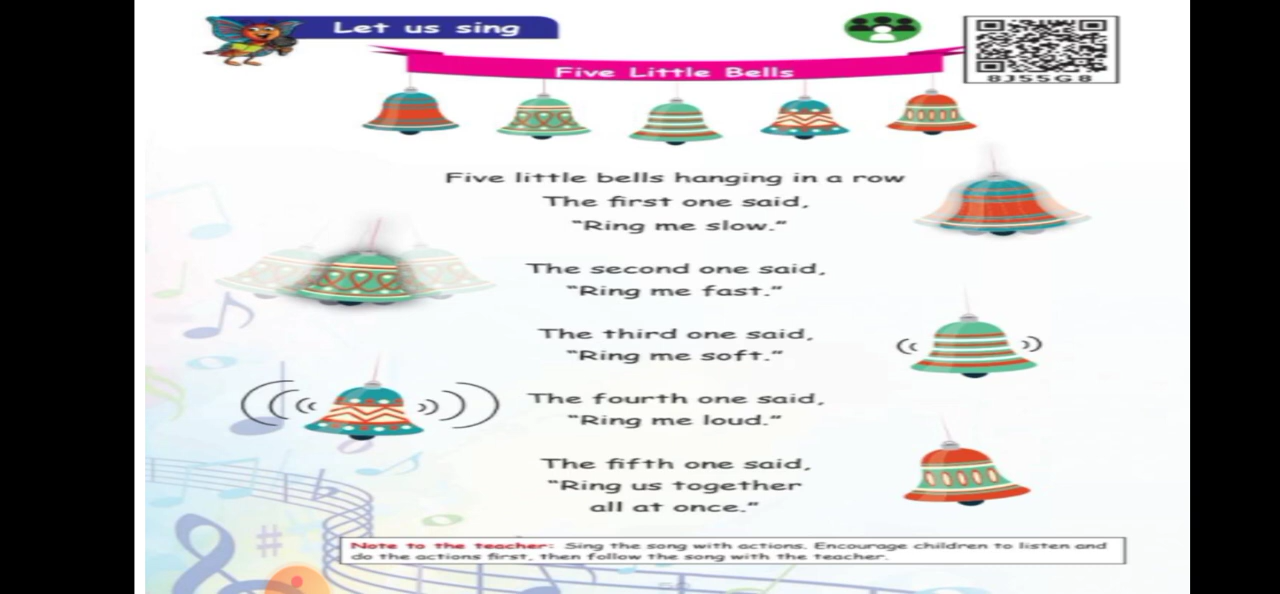 Let us sing
8J55G8
Five Little Bells
Five little bells hanging in a row
The first one said,
“Ring me slow.”
The second one said,
“Ring me fast.”
The third one said,
“Ring me soft.”
The fourth one said,
“Ring me loud.”
The fifth one said,
“Ring us together
all at once.”
Note to the teacher: Sing the song with actions. Encourage children to listen and
do the actions first, then follow the song with the teacher.